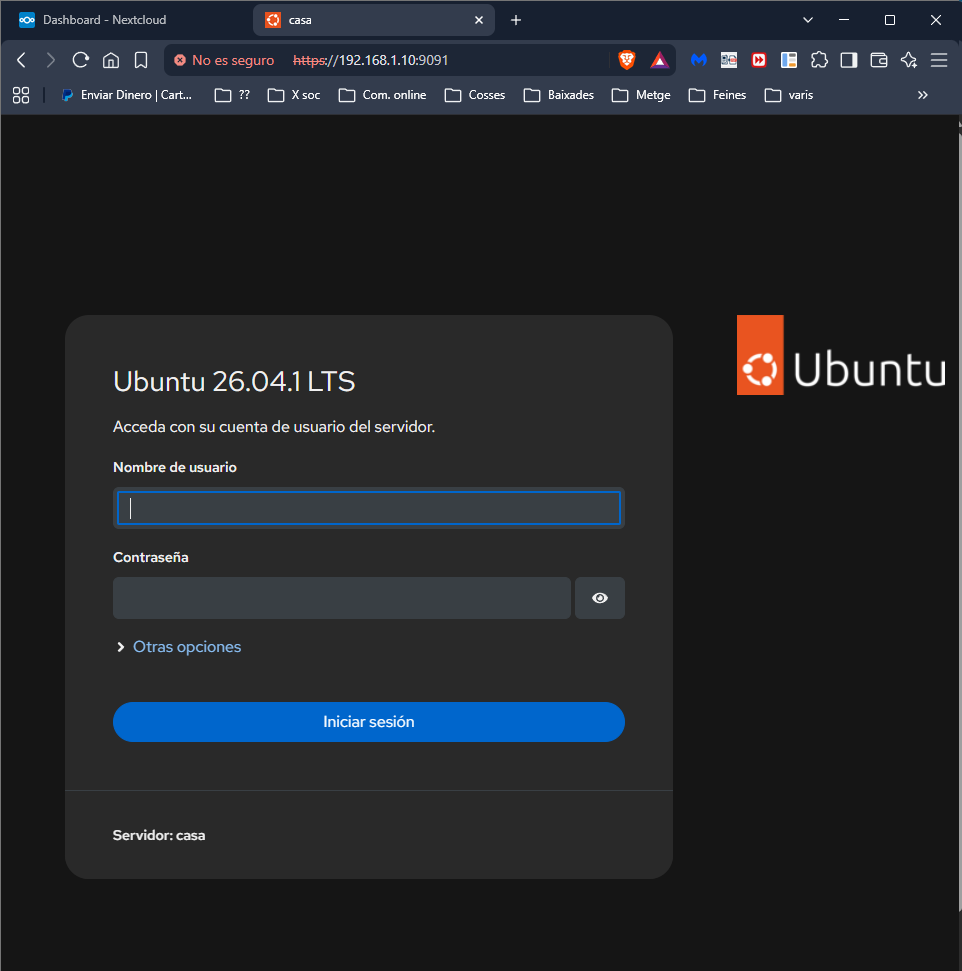 Dashboard - Nextcloud
casa
No es seguro https://192.168.1.10:9091
Enviar Dinero | Cart... ?? X soc Com. online Cosses Baixades Metge Feines varis
Ubuntu 26.04.1 LTS
Ubuntu
Acceda con su cuenta de usuario del servidor.
Nombre de usuario
Contraseña
Otras opciones
Iniciar sesión
Servidor: casa